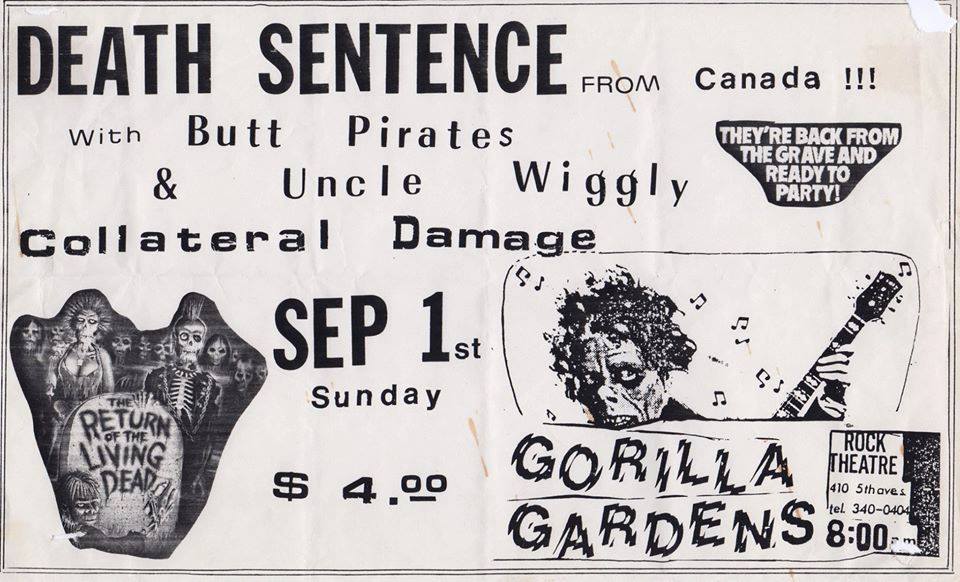 DEATH SENTENCE FROM Canada !!!
With Butt Pirates
& Uncle Wiggly
Collateral Damage
THEY'RE BACK FROM
THE GRAVE AND
READY TO
PARTY!
THE
RETURN
OF THE
LIVING
DEAD
SEP 1st
Sunday
$ 4.00
GORILLA
GARDENS
The
ROCK
THEATRE
410 5th ave s.
tel. 340-0404
8:00 pm